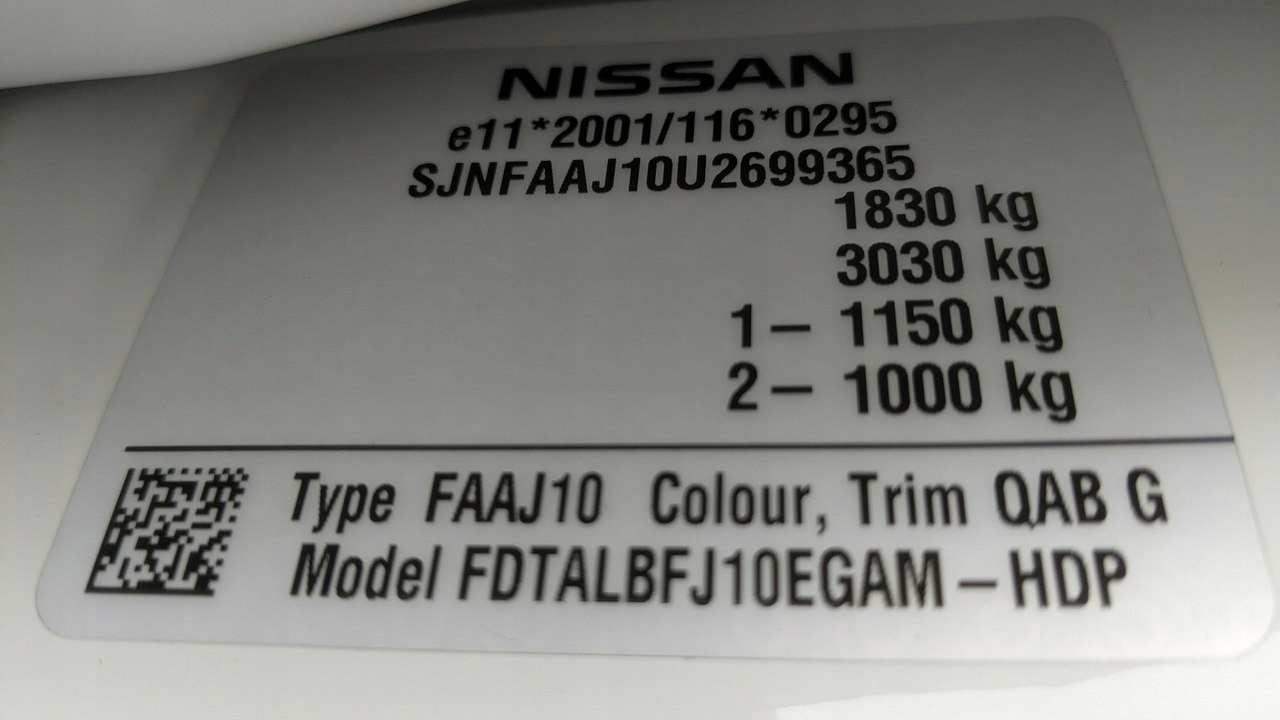 NISSAN
e11*2001/116*0295
SJNFAAJ10U2699365
1830 kg
3030 kg
1– 1150 kg
2– 1000 kg
Type FAAJ10 Colour, Trim QAB G
Model FDTALBFJ10EGAM–HDP